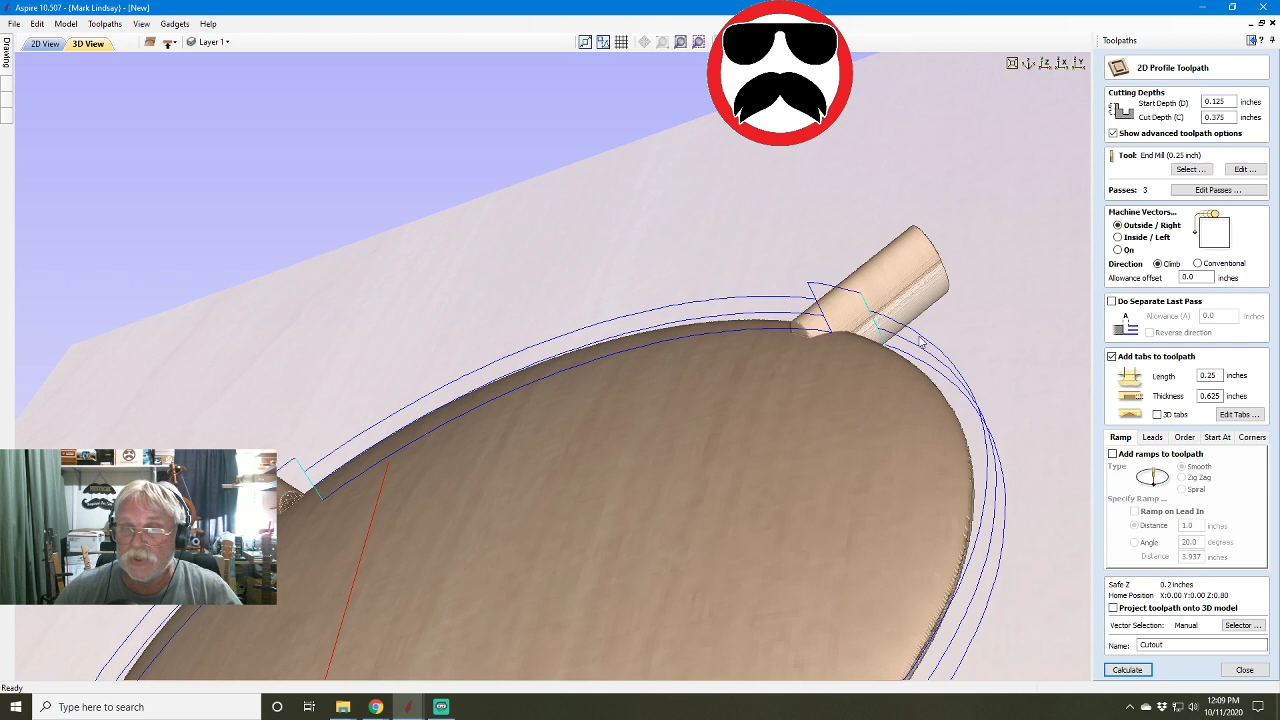 Aspire 10.507 - {Mark Lindsay} - [New]
File Edit Model Toolpaths View Gadgets Help
2D View 3D View Layer 1
Drawing
Toolpaths
2D Profile Toolpath
Cutting Depths
Start Depth (D) 0.125 inches
Cut Depth (C) 0.375 inches
Show advanced toolpath options
Tool: End Mill (0.25 inch)
Select ... Edit ...
Passes: 3 Edit Passes ...
Machine Vectors...
Outside / Right
Inside / Left
On
Direction Climb Conventional
Allowance offset 0.0 inches
Do Separate Last Pass
Allowance (A) 0.0 inches
Reverse direction
Add tabs to toolpath
Length 0.25 inches
Thickness 0.625 inches
3D tabs Edit Tabs ...
Ramp Leads Order Start At Corners
Add ramps to toolpath
Type Smooth
Zig Zag
Spiral
Specify Ramp ...
Ramp on Lead In
Distance 1.0 inches
Angle 20.0 degrees
Distance 3.937 inches
Safe Z 0.2 inches
Home Position X:0.00 Y:0.00 Z:0.80
Project toolpath onto 3D model
Vector Selection: Manual Selector ...
Name: Cutout
Calculate Close
Ready
Type here to search
12:09 PM
10/11/2020